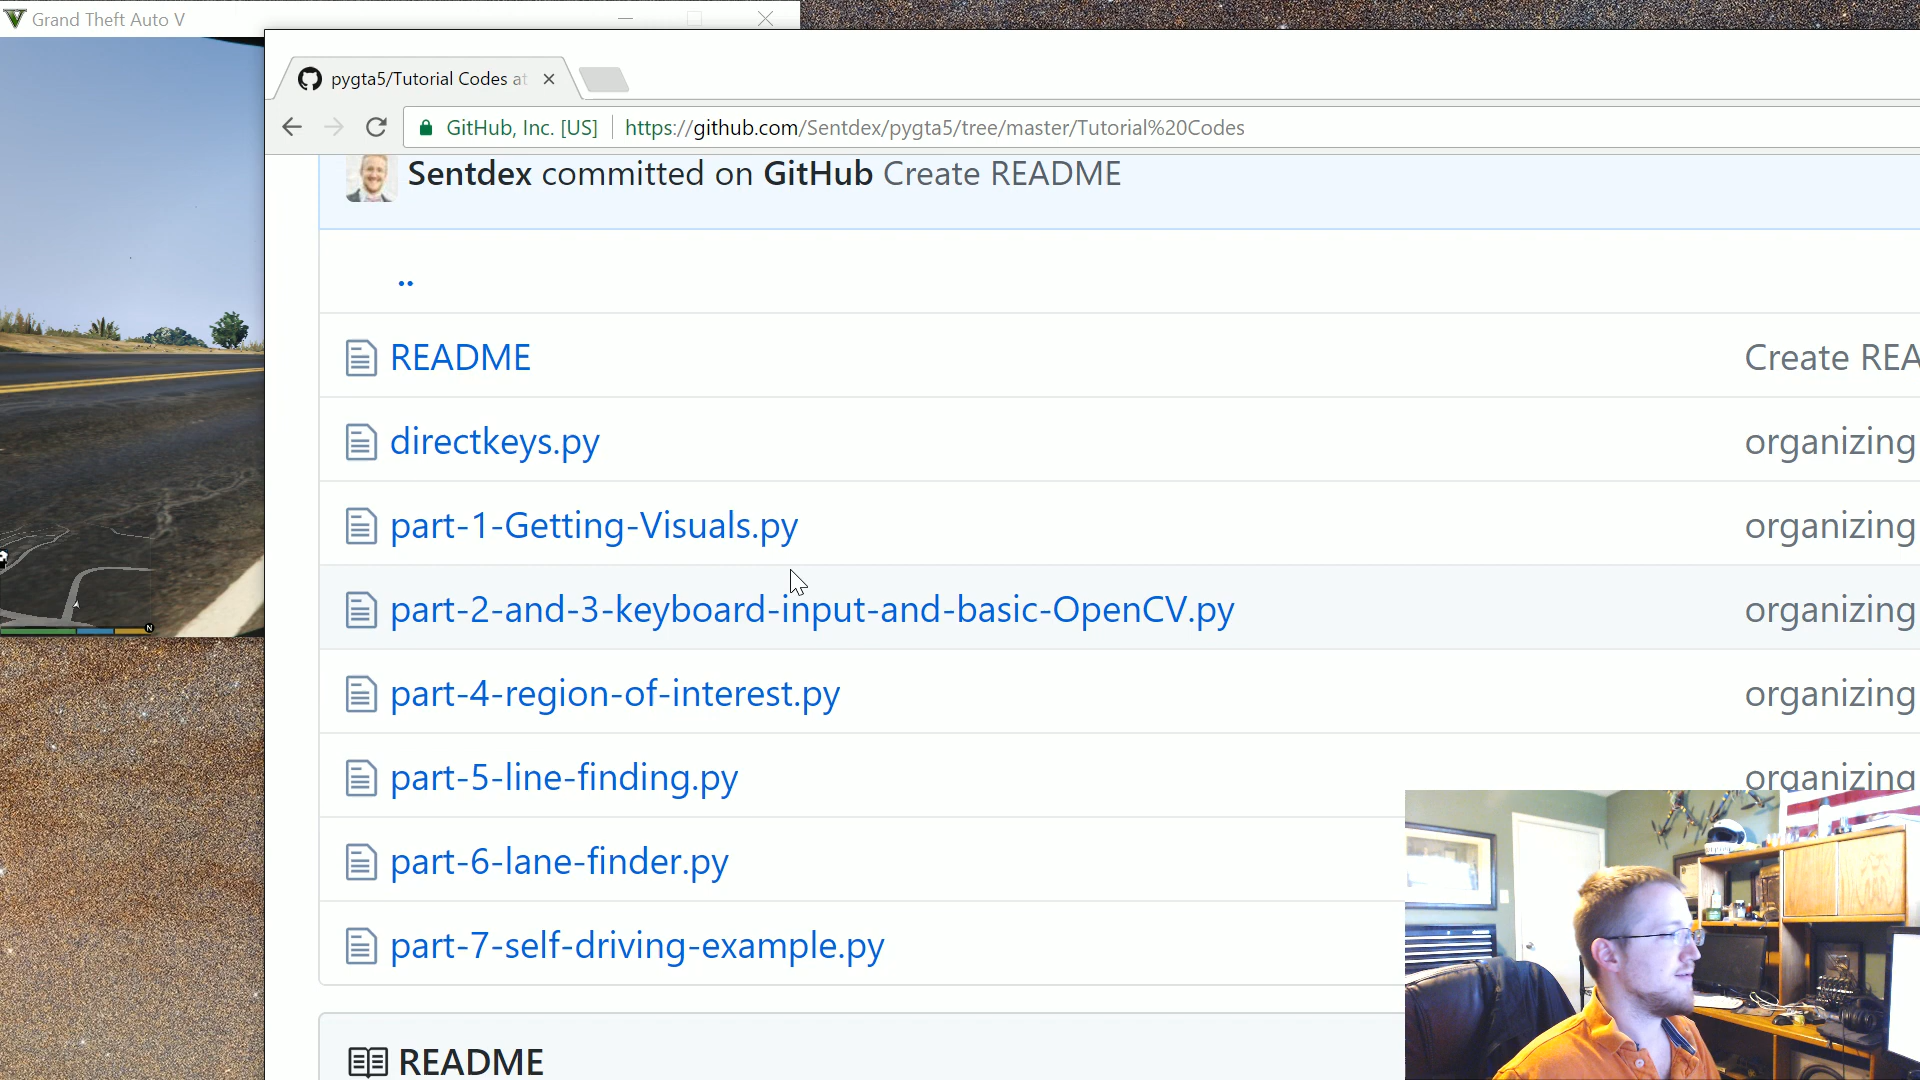 Grand Theft Auto V
pygta5/Tutorial Codes at
GitHub, Inc. [US] https://github.com/Sentdex/pygta5/tree/master/Tutorial%20Codes
Sentdex committed on GitHub Create README
..
README Create REA
directkeys.py organizing
part-1-Getting-Visuals.py organizing
part-2-and-3-keyboard-input-and-basic-OpenCV.py organizing
part-4-region-of-interest.py organizing
part-5-line-finding.py organizing
part-6-lane-finder.py
part-7-self-driving-example.py
README
N